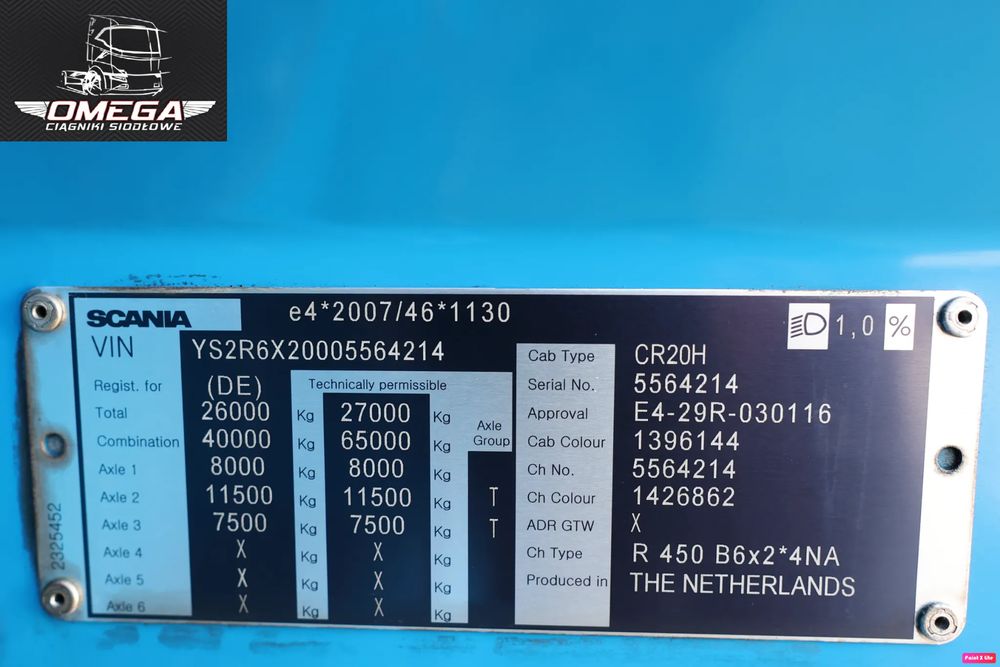 OMEGA
CIĄGNIKI SIODŁOWE
SCANIA e4*2007/46*1130 1,0 %
VIN YS2R6X20005564214
Cab Type CR20H
Regist. for (DE) Technically permissible
Serial No. 5564214
Total 26000 Kg 27000 Kg
Approval E4-29R-030116
Axle Group
Combination 40000 Kg 65000 Kg
Cab Colour 1396144
Axle 1 8000 Kg 8000 Kg
Ch No. 5564214
Axle 2 11500 Kg 11500 Kg T
Ch Colour 1426862
Axle 3 7500 Kg 7500 Kg T
ADR GTW X
Axle 4 X Kg X Kg
Ch Type R 450 B6x2*4NA
Axle 5 X Kg X Kg
Produced in THE NETHERLANDS
Axle 6 X Kg X Kg
2325452
Paint X lite